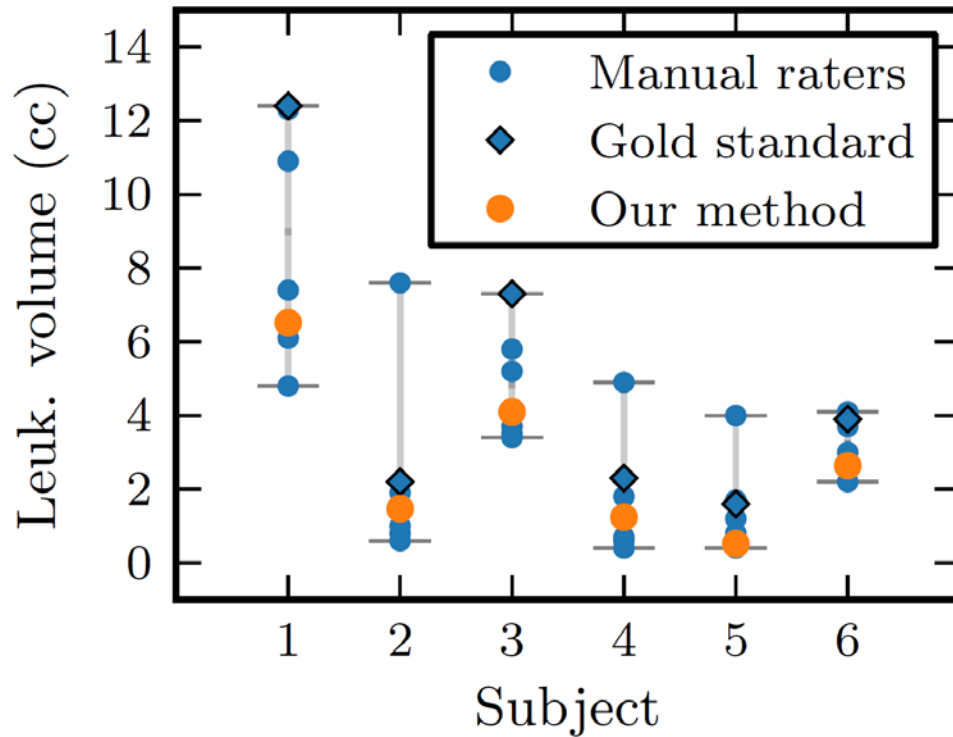 14
12
10
8
6
4
2
0
Leuk. volume (cc)
Manual raters
Gold standard
Our method
1 2 3 4 5 6
Subject